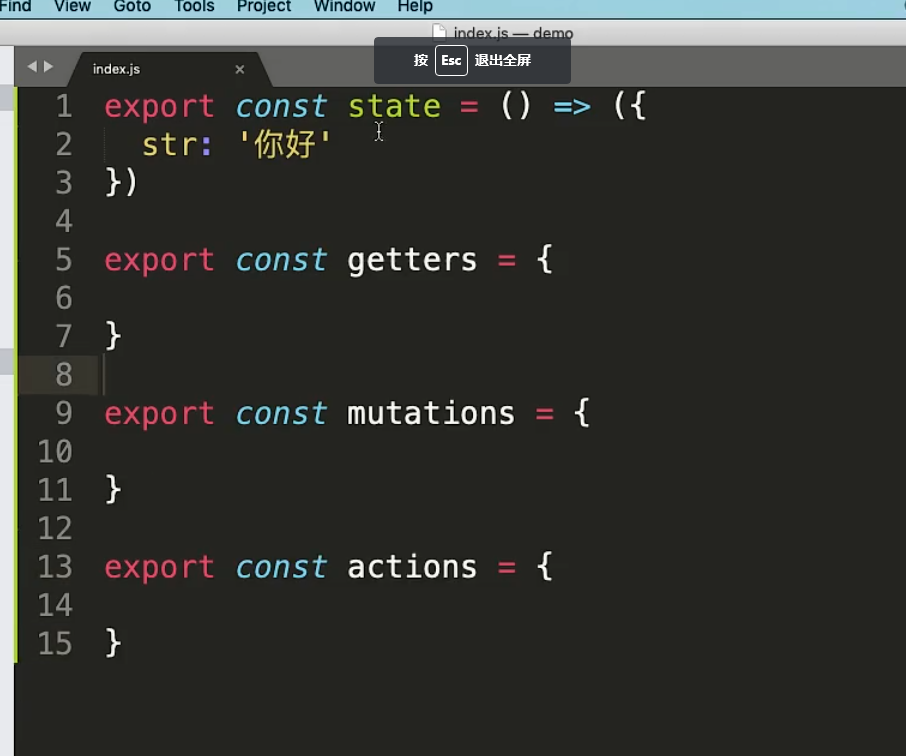 Find View Goto Tools Project Window Help
index.js — demo
按 Esc 退出全屏
index.js ×
1 export const state = () => ({
2   str: '你好'
3 })
4
5 export const getters = {
6
7 }
8
9 export const mutations = {
10
11 }
12
13 export const actions = {
14
15 }